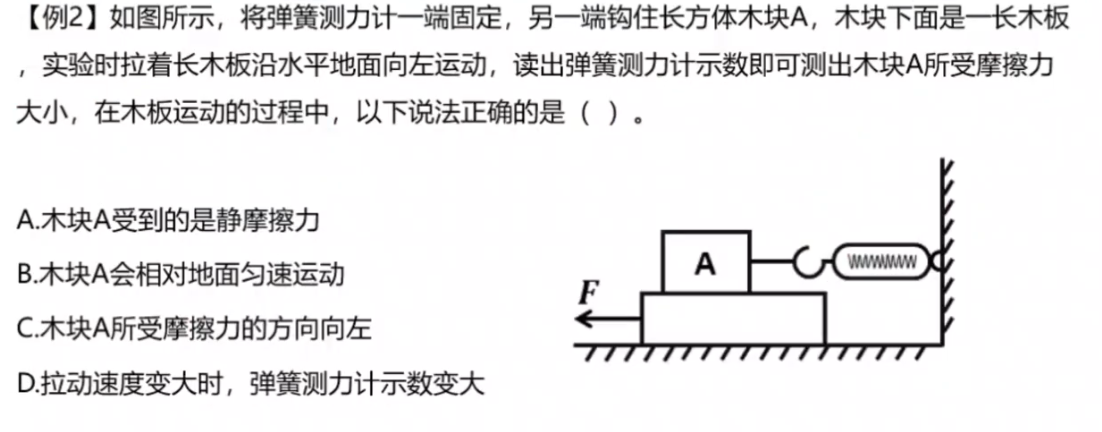 【例2】如图所示，将弹簧测力计一端固定，另一端钩住长方体木块A，木块下面是一长木板
，实验时拉着长木板沿水平地面向左运动，读出弹簧测力计示数即可测出木块A所受摩擦力
大小，在木板运动的过程中，以下说法正确的是（ ）。
A.木块A受到的是静摩擦力
B.木块A会相对地面匀速运动
C.木块A所受摩擦力的方向向左
D.拉动速度变大时，弹簧测力计示数变大
A
F